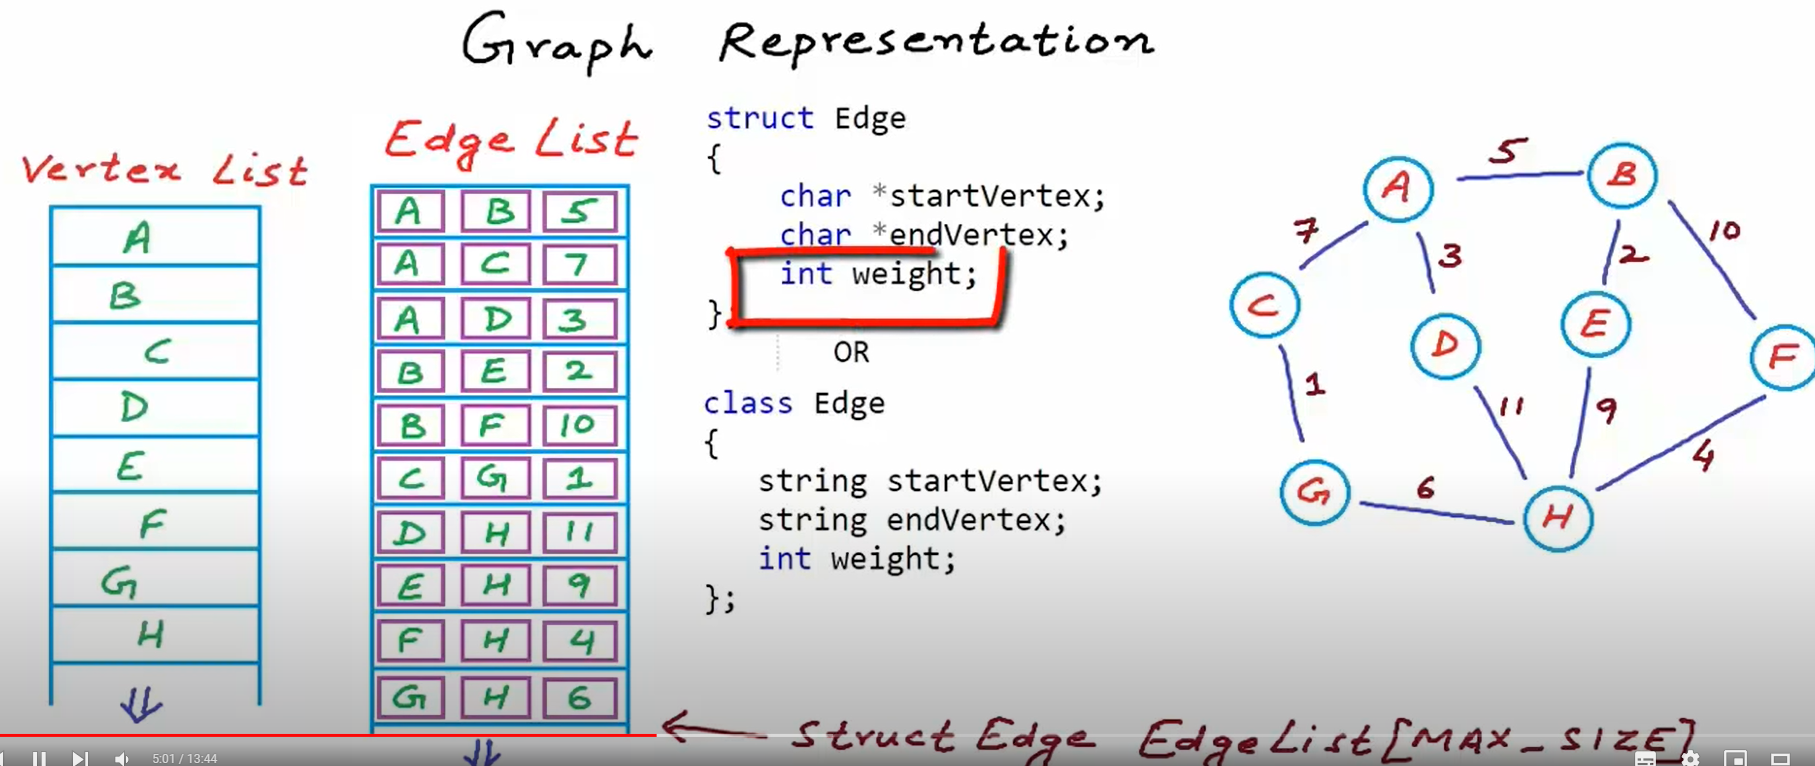 Graph Representation
Vertex List
A
B
C
D
E
F
G
H
Edge List
A B 5
A C 7
A D 3
B E 2
B F 10
C G 1
D H 11
E H 9
F H 4
G H 6
struct Edge
{
char *startVertex;
char *endVertex;
int weight;
}
OR
class Edge
{
string startVertex;
string endVertex;
int weight;
};
A
5
B
7
3
2
10
C
D
E
F
1
11
9
4
G
6
H
struct Edge EdgeList[MAX_SIZE]
5:01 / 13:44